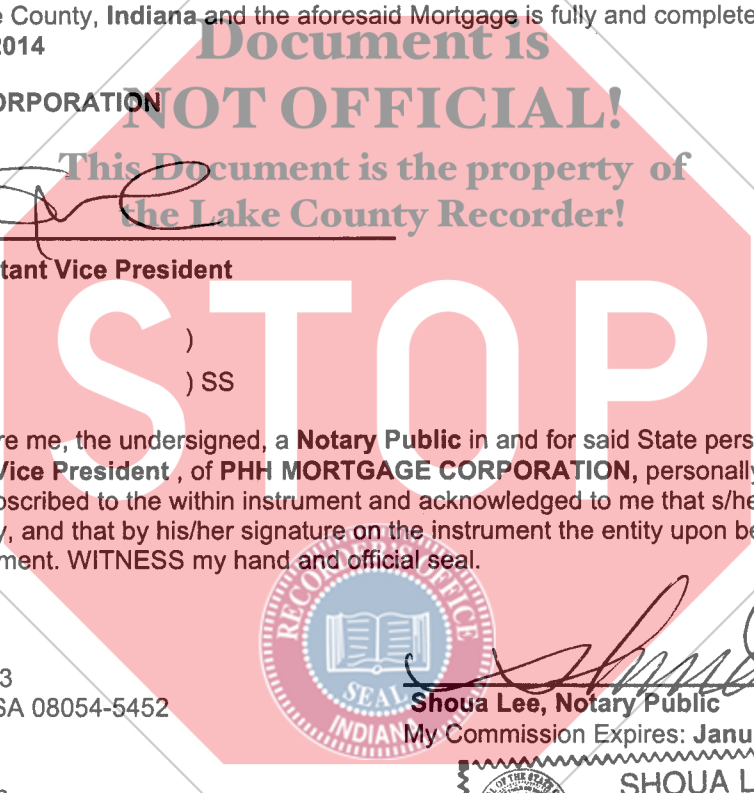 County, Indiana and the aforesaid Mortgage is fully and complete
2014
Document is
ORPORATION
NOT OFFICIAL!
This Document is the property of
the Lake County Recorder!
tant Vice President
STOP
)
) SS
re me, the undersigned, a Notary Public in and for said State pers
Vice President , of PHH MORTGAGE CORPORATION, personally
bscribed to the within instrument and acknowledged to me that s/he
y, and that by his/her signature on the instrument the entity upon be
ment. WITNESS my hand and official seal.
RECORDER'S OFFICE
SEAL
INDIANA
3
SA 08054-5452
Shoua Lee, Notary Public
My Commission Expires: Janu
SHOUA L